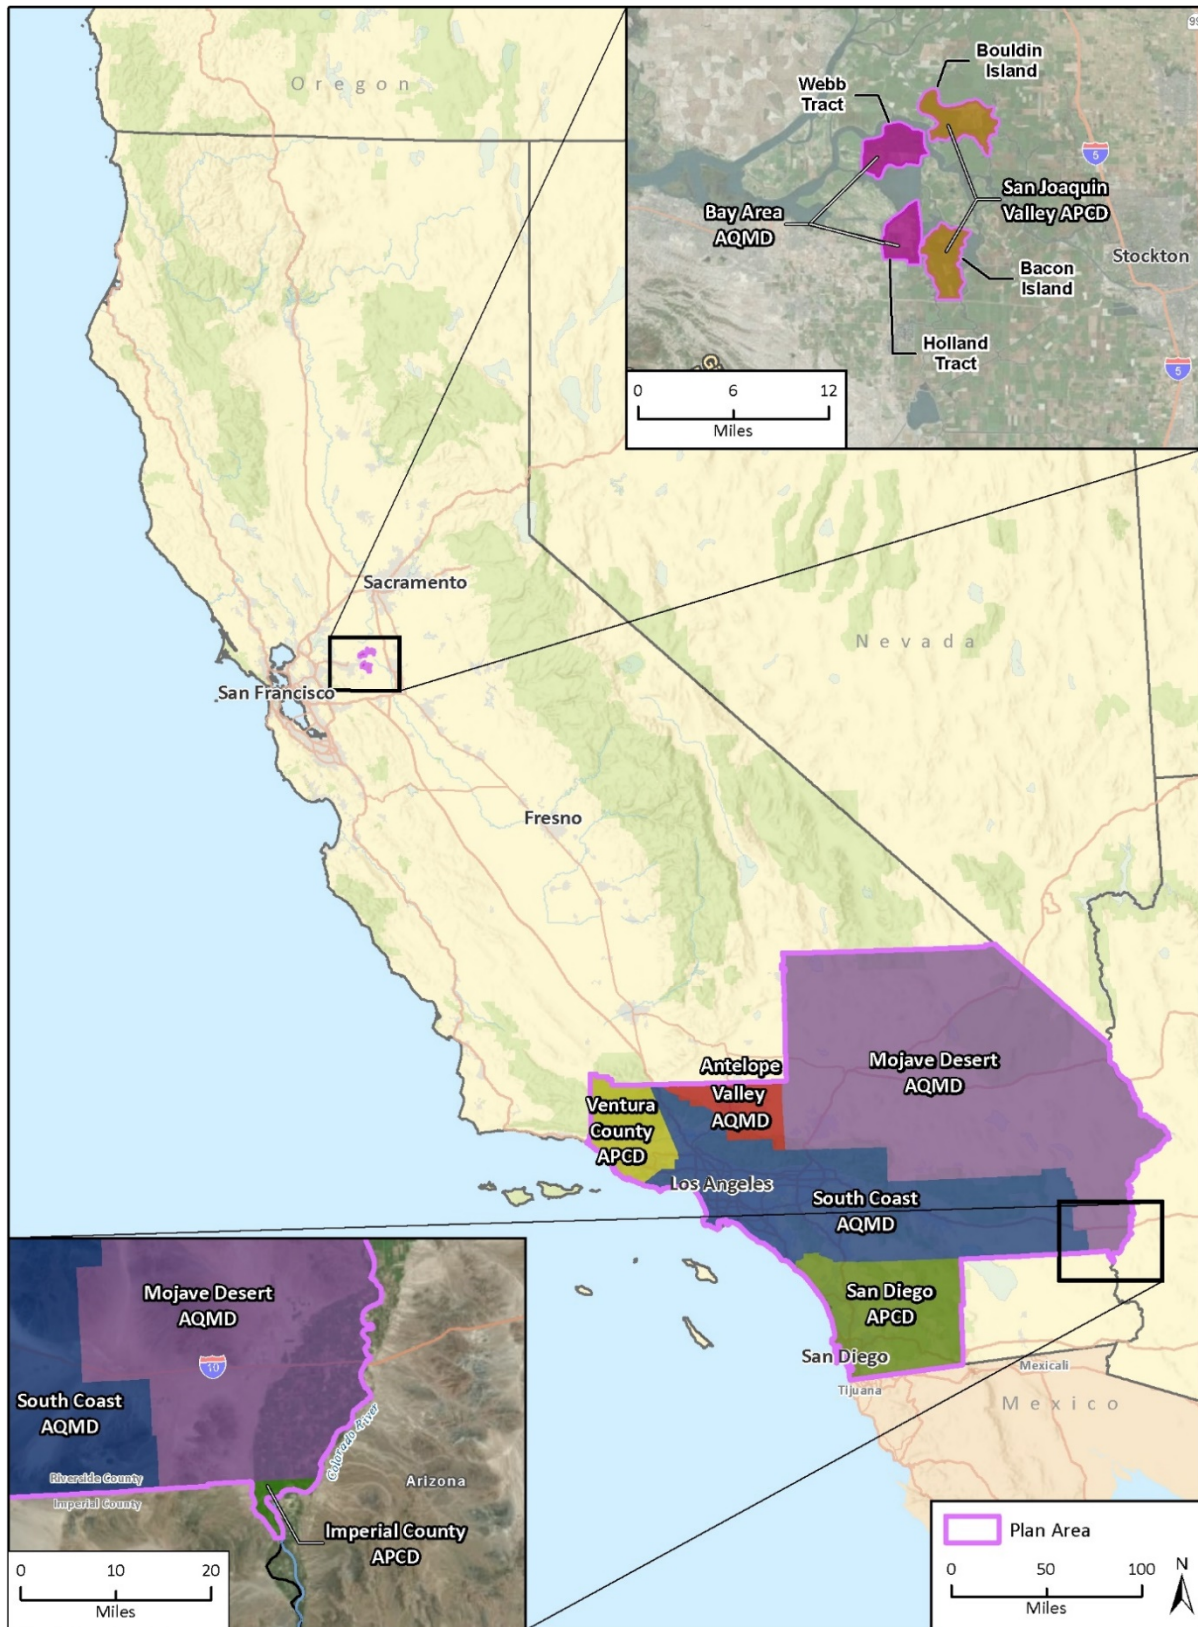 Oregon
99
Bouldin
Island
Webb
Tract
5
San Joaquin
Valley APCD
Bay Area
AQMD
Stockton
Bacon
Island
Holland
Tract
5
0 6 12
Miles
Sacramento
Nevada
San Francisco
Fresno
Mojave Desert
AQMD
Antelope
Valley
AQMD
Ventura
County
APCD
Los Angeles
South Coast
AQMD
San Diego
APCD
San Diego
Tijuana
Mexicali
Mexico
Mojave Desert
AQMD
10
South Coast
AQMD
Colorado River
Riverside County
Imperial County
Arizona
Imperial County
APCD
0 10 20
Miles
Plan Area
0 50 100
Miles
N